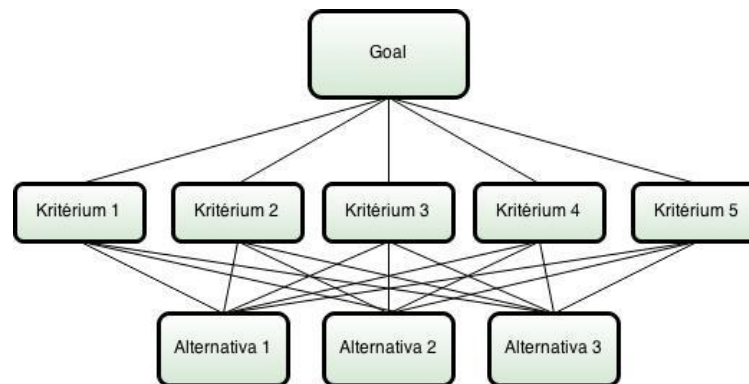 Goal
Kritérium 1
Kritérium 2
Kritérium 3
Kritérium 4
Kritérium 5
Alternativa 1
Alternativa 2
Alternativa 3